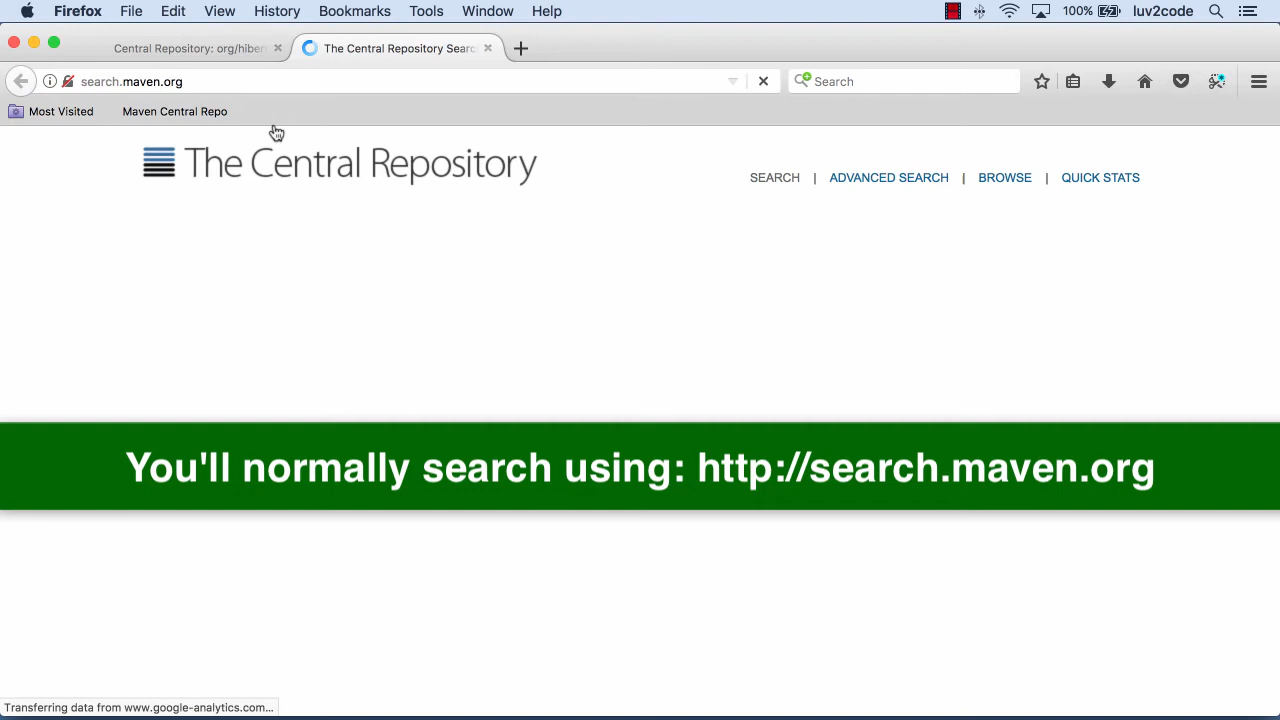 Firefox File Edit View History Bookmarks Tools Window Help 100% luv2code
Central Repository: org/hiber
The Central Repository Searc
search.maven.org
Search
Most Visited Maven Central Repo
The Central Repository
SEARCH | ADVANCED SEARCH | BROWSE | QUICK STATS
You'll normally search using: http://search.maven.org
Transferring data from www.google-analytics.com...